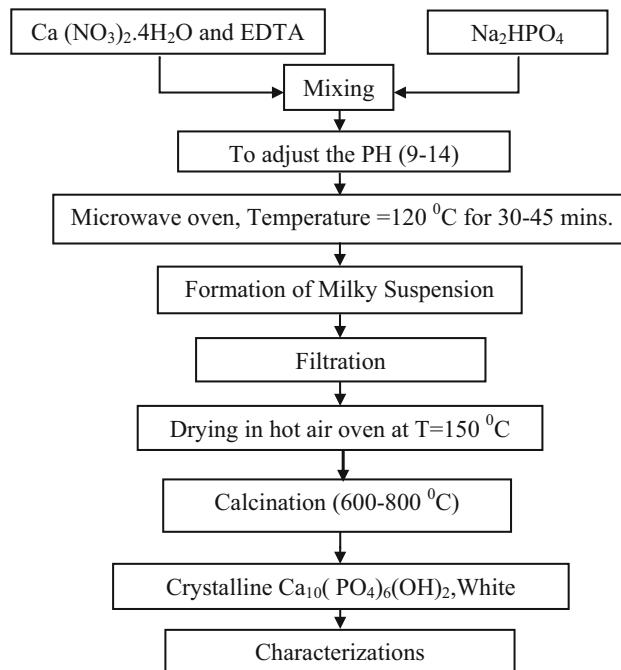 Ca (NO₃)₂.4H₂O and EDTA
Na₂HPO₄
Mixing
To adjust the PH (9-14)
Microwave oven, Temperature =120 ⁰C for 30-45 mins.
Formation of Milky Suspension
Filtration
Drying in hot air oven at T=150 ⁰C
Calcination (600-800 ⁰C)
Crystalline Ca₁₀( PO₄)₆(OH)₂,White
Characterizations